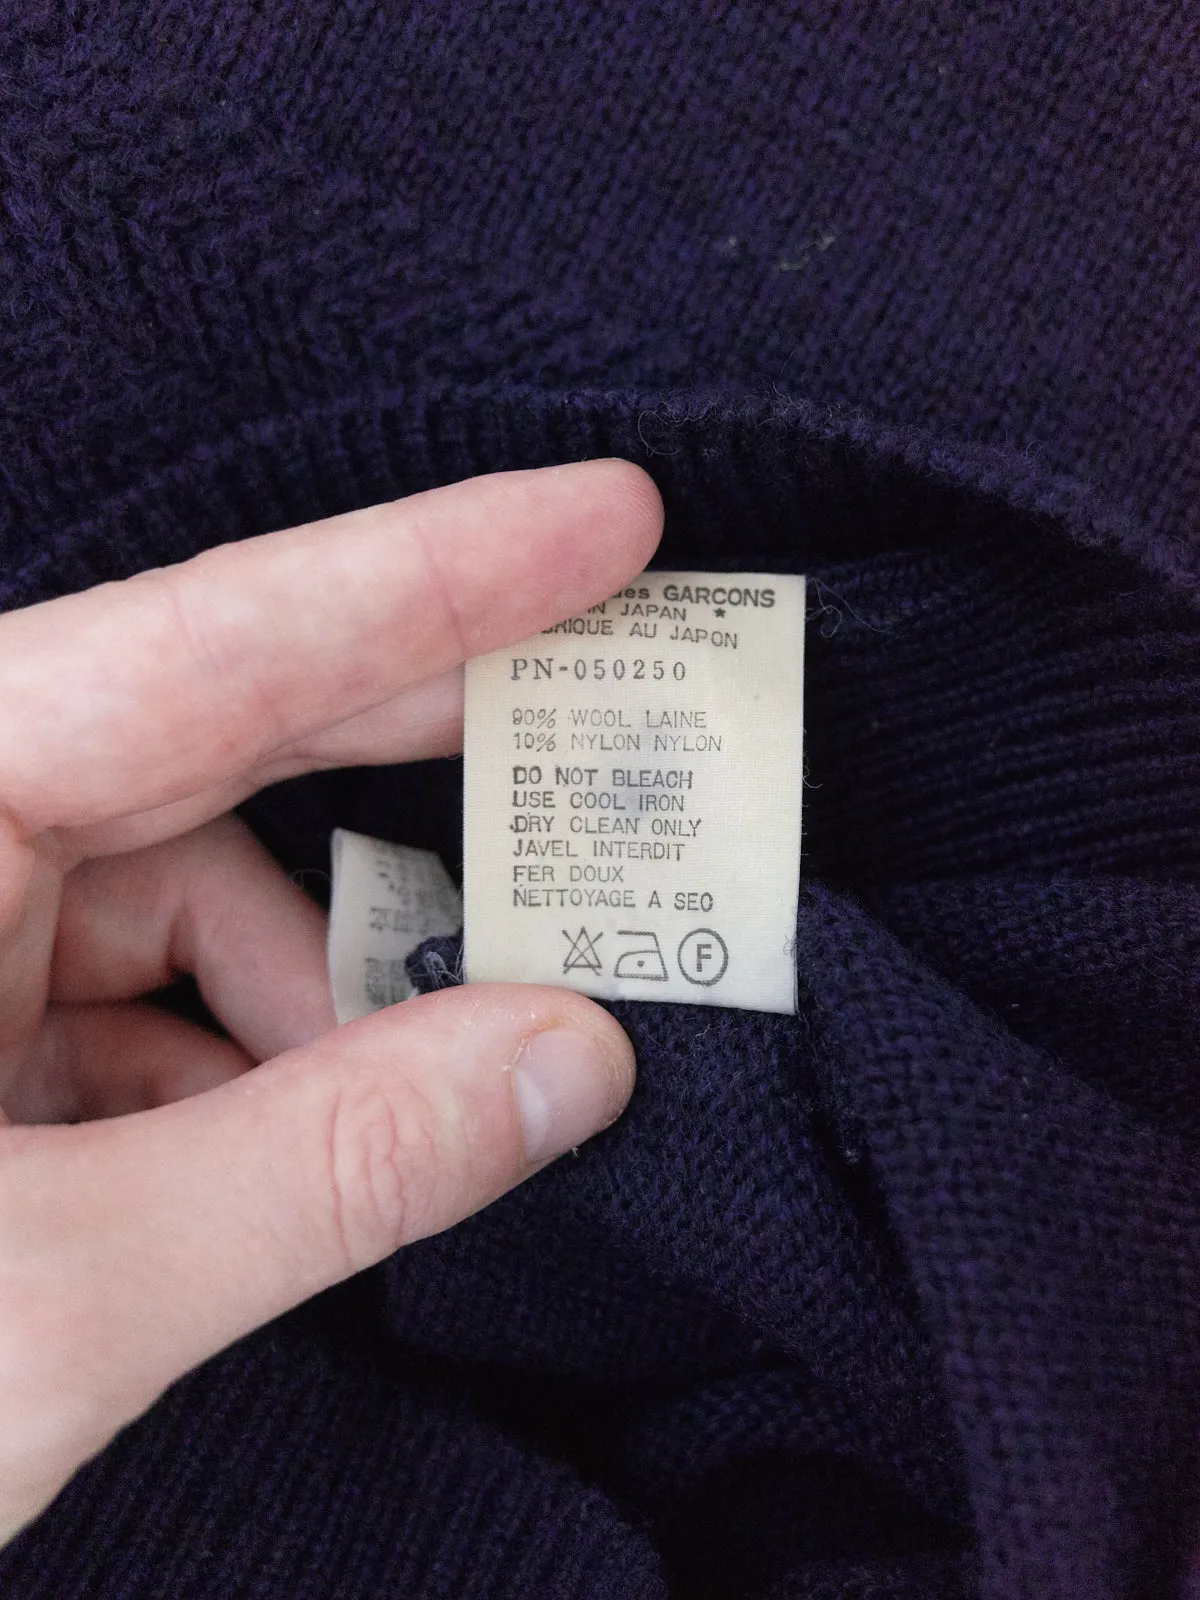 des GARCONS
IN JAPAN *
BRIQUE AU JAPON
PN-050250
90% WOOL LAINE
10% NYLON NYLON
DO NOT BLEACH
USE COOL IRON
DRY CLEAN ONLY
JAVEL INTERDIT
FER DOUX
NETTOYAGE A SEC
F